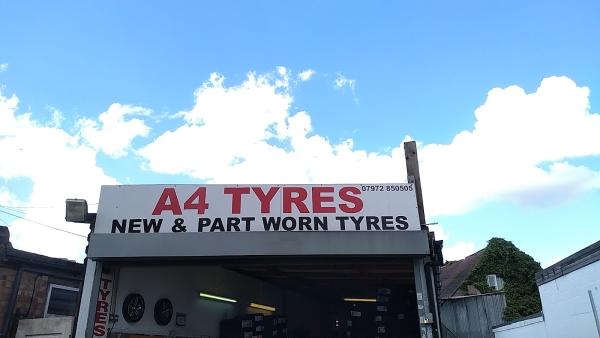 A4 TYRES
07972 850505
NEW & PART WORN TYRES
TYRES